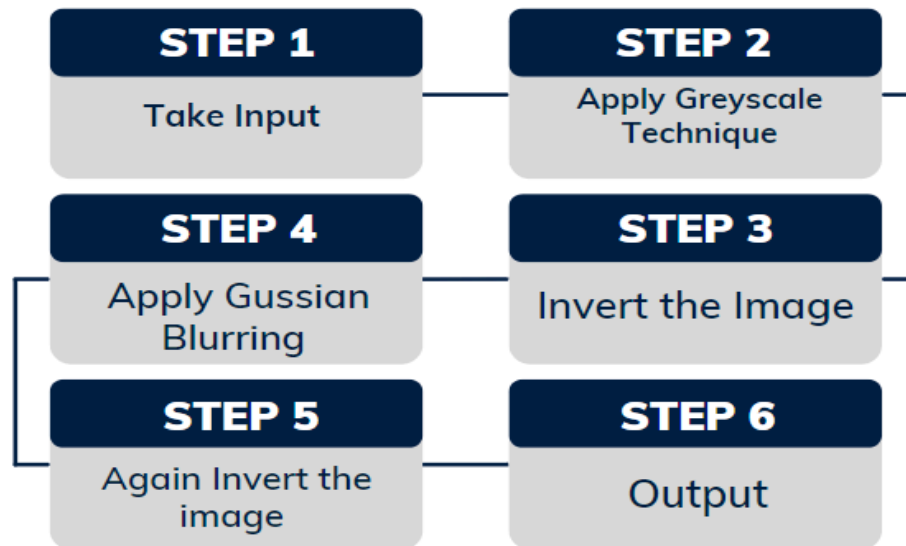 STEP 1
Take Input
STEP 2
Apply Greyscale
Technique
STEP 3
Invert the Image
STEP 4
Apply Gussian
Blurring
STEP 5
Again Invert the
image
STEP 6
Output